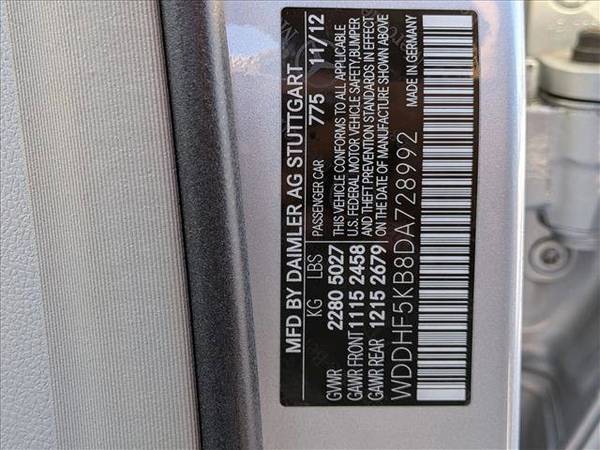 MFD BY DAIMLER AG STUTTGART
KG LBS PASSENGER CAR 775 11/12
GVWR 2280 5027 THIS VEHICLE CONFORMS TO ALL APPLICABLE
GAWR FRONT 1115 2458 U.S. FEDERAL MOTOR VEHICLE SAFETY, BUMPER
GAWR REAR 1215 2679 AND THEFT PREVENTION STANDARDS IN EFFECT
ON THE DATE OF MANUFACTURE SHOWN ABOVE
WDDHF5KB8DA728992 MADE IN GERMANY